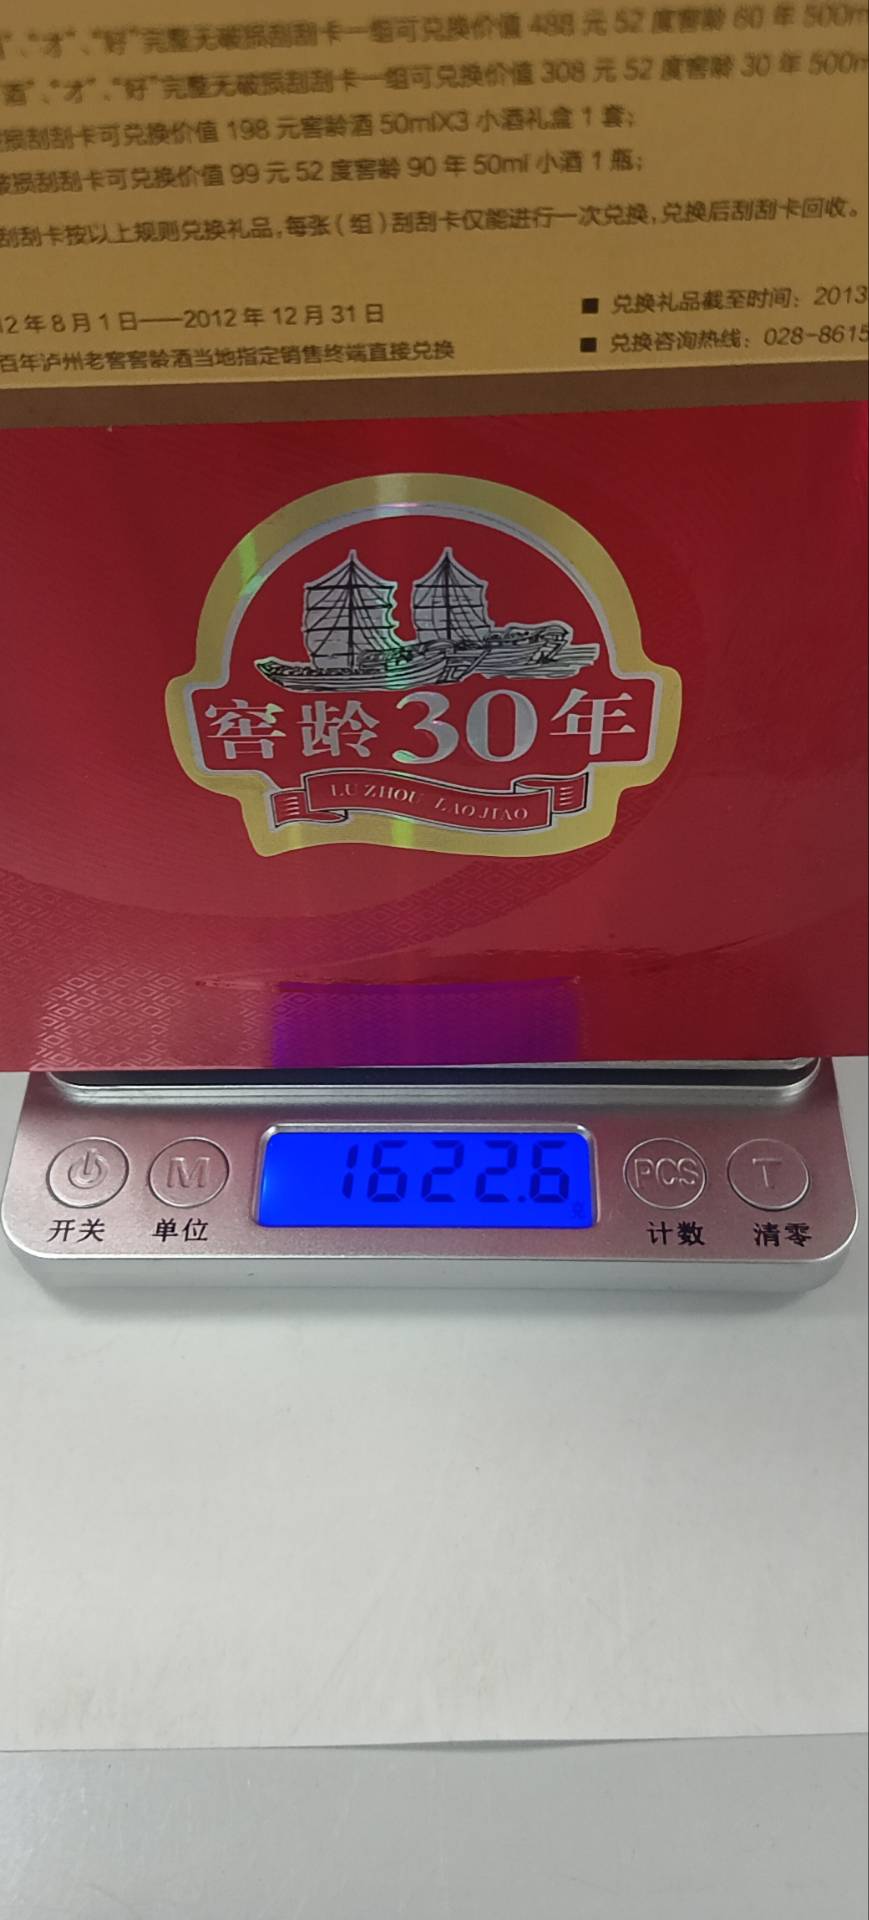 ”、“才”、“好”完整无破损刮刮卡一组可兑换价值 488 元 52 度窖龄 60 年 500m
酒”、“才”、“好”完整无破损刮刮卡一组可兑换价值 308 元 52 度窖龄 30 年 500m
损刮刮卡可兑换价值 198 元窖龄酒 50mlX3 小酒礼盒 1 套；
破损刮刮卡可兑换价值 99 元 52 度窖龄 90 年 50ml 小酒 1 瓶；
刮刮卡按以上规则兑换礼品，每张（组）刮刮卡仅能进行一次兑换，兑换后刮刮卡回收。
12 年 8 月 1 日——2012 年 12 月 31 日
■ 兑换礼品截至时间：2013
百年泸州老窖窖龄酒当地指定销售终端直接兑换
■ 兑换咨询热线：028-8615
窖龄30年
LU ZHOU LAO JIAO
M
1622.6
克
PCS
T
开关
单位
计数
清零